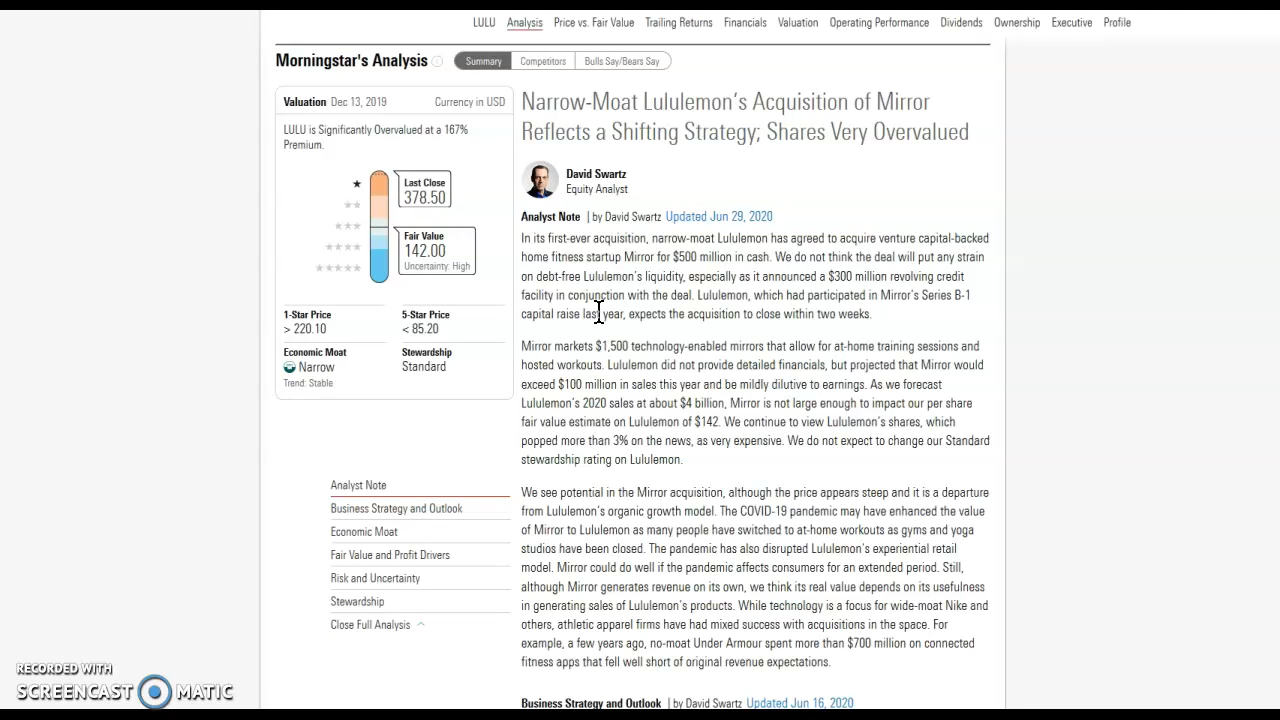 LULU Analysis Price vs. Fair Value Trailing Returns Financials Valuation Operating Performance Dividends Ownership Executive Profile
Morningstar's Analysis
Summary Competitors Bulls Say/Bears Say
Valuation Dec 13, 2019 Currency in USD
LULU is Significantly Overvalued at a 167%
Premium.
Last Close
378.50
Fair Value
142.00
Uncertainty: High
1-Star Price
> 220.10
5-Star Price
< 85.20
Economic Moat
Narrow
Trend: Stable
Stewardship
Standard
Analyst Note
Business Strategy and Outlook
Economic Moat
Fair Value and Profit Drivers
Risk and Uncertainty
Stewardship
Close Full Analysis
Narrow-Moat Lululemon's Acquisition of Mirror
Reflects a Shifting Strategy; Shares Very Overvalued
David Swartz
Equity Analyst
Analyst Note | by David Swartz Updated Jun 29, 2020
In its first-ever acquisition, narrow-moat Lululemon has agreed to acquire venture capital-backed
home fitness startup Mirror for $500 million in cash. We do not think the deal will put any strain
on debt-free Lululemon's liquidity, especially as it announced a $300 million revolving credit
facility in conjunction with the deal. Lululemon, which had participated in Mirror's Series B-1
capital raise last year, expects the acquisition to close within two weeks.
Mirror markets $1,500 technology-enabled mirrors that allow for at-home training sessions and
hosted workouts. Lululemon did not provide detailed financials, but projected that Mirror would
exceed $100 million in sales this year and be mildly dilutive to earnings. As we forecast
Lululemon's 2020 sales at about $4 billion, Mirror is not large enough to impact our per share
fair value estimate on Lululemon of $142. We continue to view Lululemon's shares, which
popped more than 3% on the news, as very expensive. We do not expect to change our Standard
stewardship rating on Lululemon.
We see potential in the Mirror acquisition, although the price appears steep and it is a departure
from Lululemon's organic growth model. The COVID-19 pandemic may have enhanced the value
of Mirror to Lululemon as many people have switched to at-home workouts as gyms and yoga
studios have been closed. The pandemic has also disrupted Lululemon's experiential retail
model. Mirror could do well if the pandemic affects consumers for an extended period. Still,
although Mirror generates revenue on its own, we think its real value depends on its usefulness
in generating sales of Lululemon's products. While technology is a focus for wide-moat Nike and
others, athletic apparel firms have had mixed success with acquisitions in the space. For
example, a few years ago, no-moat Under Armour spent more than $700 million on connected
fitness apps that fell well short of original revenue expectations.
Business Strategy and Outlook | by David Swartz Updated Jun 16, 2020
RECORDED WITH
SCREENCAST MATIC